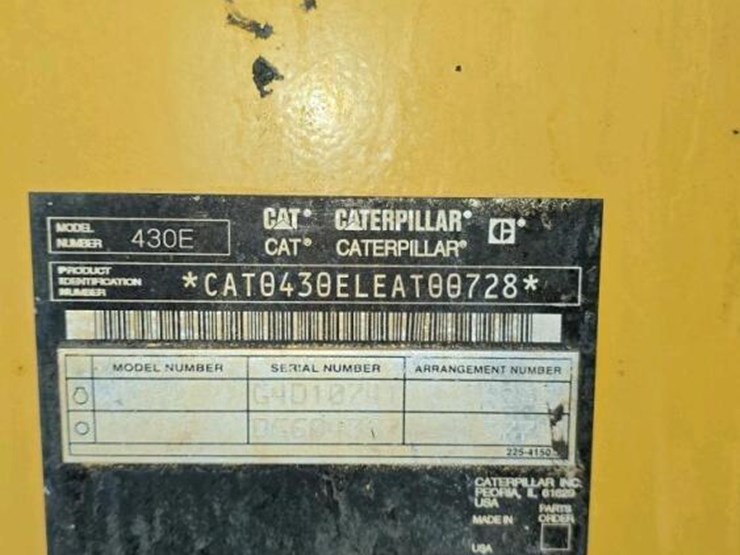 MODEL NUMBER 430E
CAT® CATERPILLAR® C®
CAT® CATERPILLAR®
PRODUCT IDENTIFICATION NUMBER *CAT0430ELEAT00728*
MODEL NUMBER SERIAL NUMBER ARRANGEMENT NUMBER
225-4150
CATERPILLAR INC.
PEORIA, IL 61629
USA
MADE IN PARTS ORDER
USA